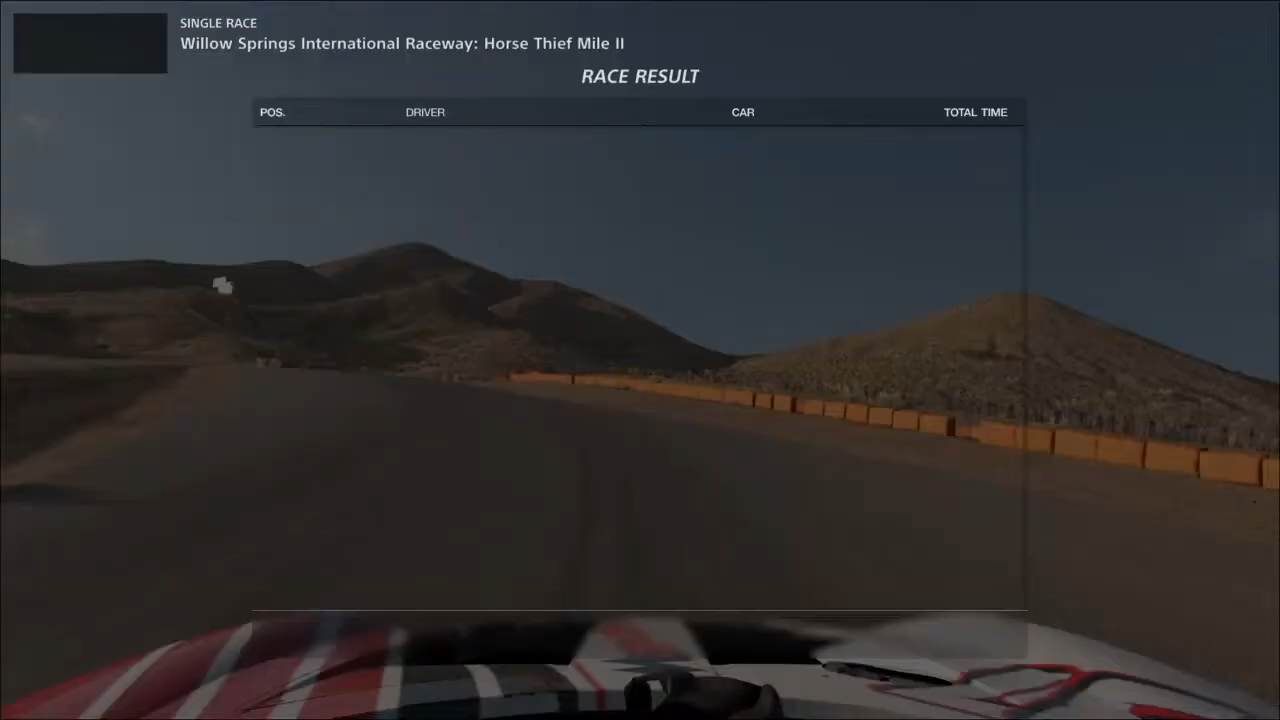 SINGLE RACE
Willow Springs International Raceway: Horse Thief Mile II
RACE RESULT
POS. DRIVER CAR TOTAL TIME